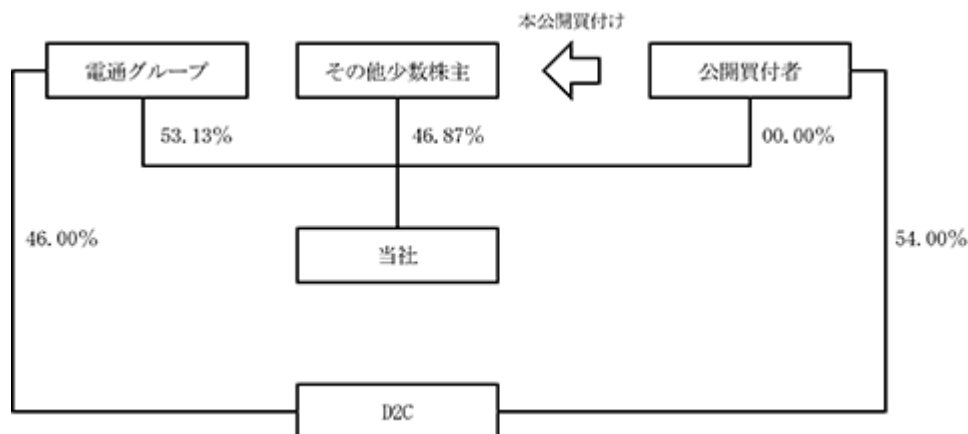 本公開買付け
電通グループ
その他少数株主
公開買付者
53.13%
46.87%
00.00%
46.00%
当社
54.00%
D2C